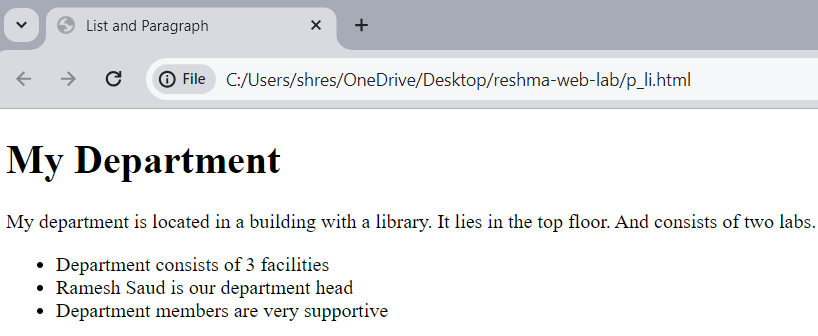 List and Paragraph
File C:/Users/shres/OneDrive/Desktop/reshma-web-lab/p_li.html
My Department
My department is located in a building with a library. It lies in the top floor. And consists of two labs.
• Department consists of 3 facilities
• Ramesh Saud is our department head
• Department members are very supportive